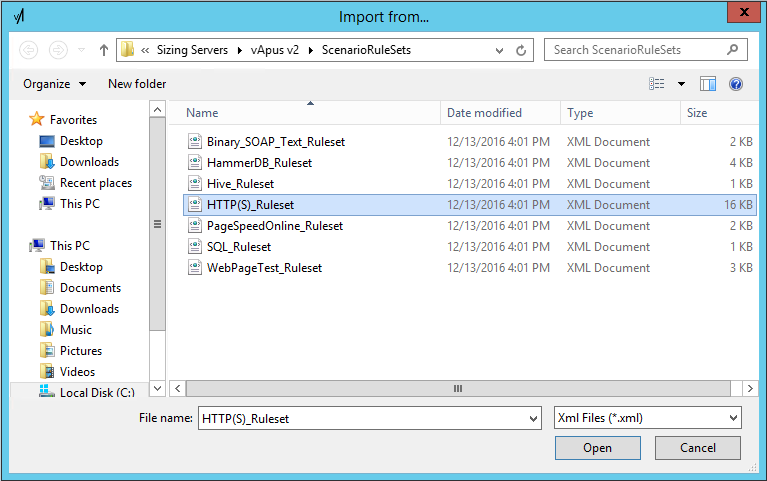 Import from...
x
« Sizing Servers vApus v2 ScenarioRuleSets
Search ScenarioRuleSets
Organize New folder
Name Date modified Type Size
Favorites
Desktop
Downloads
Recent places
This PC
This PC
Desktop
Documents
Downloads
Music
Pictures
Videos
Local Disk (C:)
Binary_SOAP_Text_Ruleset 12/13/2016 4:01 PM XML Document 2 KB
HammerDB_Ruleset 12/13/2016 4:01 PM XML Document 4 KB
Hive_Ruleset 12/13/2016 4:01 PM XML Document 1 KB
HTTP(S)_Ruleset 12/13/2016 4:01 PM XML Document 16 KB
PageSpeedOnline_Ruleset 12/13/2016 4:01 PM XML Document 2 KB
SQL_Ruleset 12/13/2016 4:01 PM XML Document 1 KB
WebPageTest_Ruleset 12/13/2016 4:01 PM XML Document 3 KB
File name: HTTP(S)_Ruleset Xml Files (*.xml)
Open Cancel